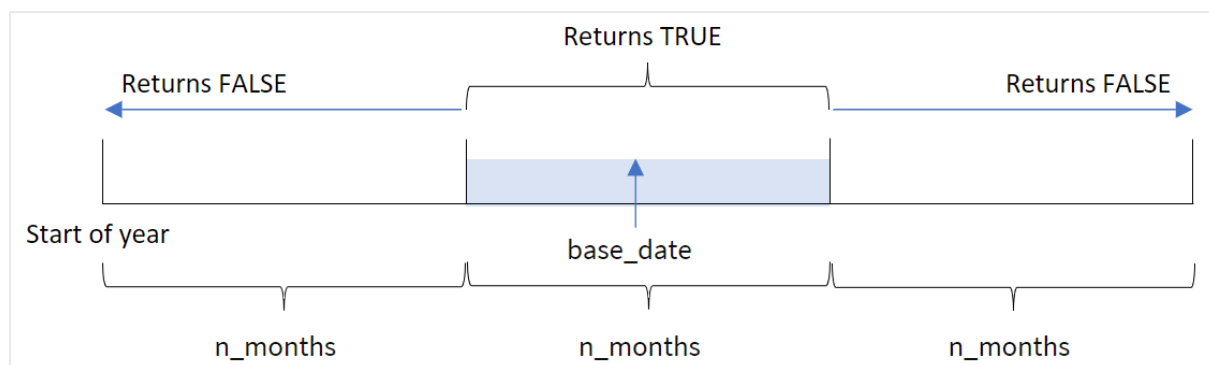 Returns TRUE
Returns FALSE
Returns FALSE
Start of year
base_date
n_months
n_months
n_months